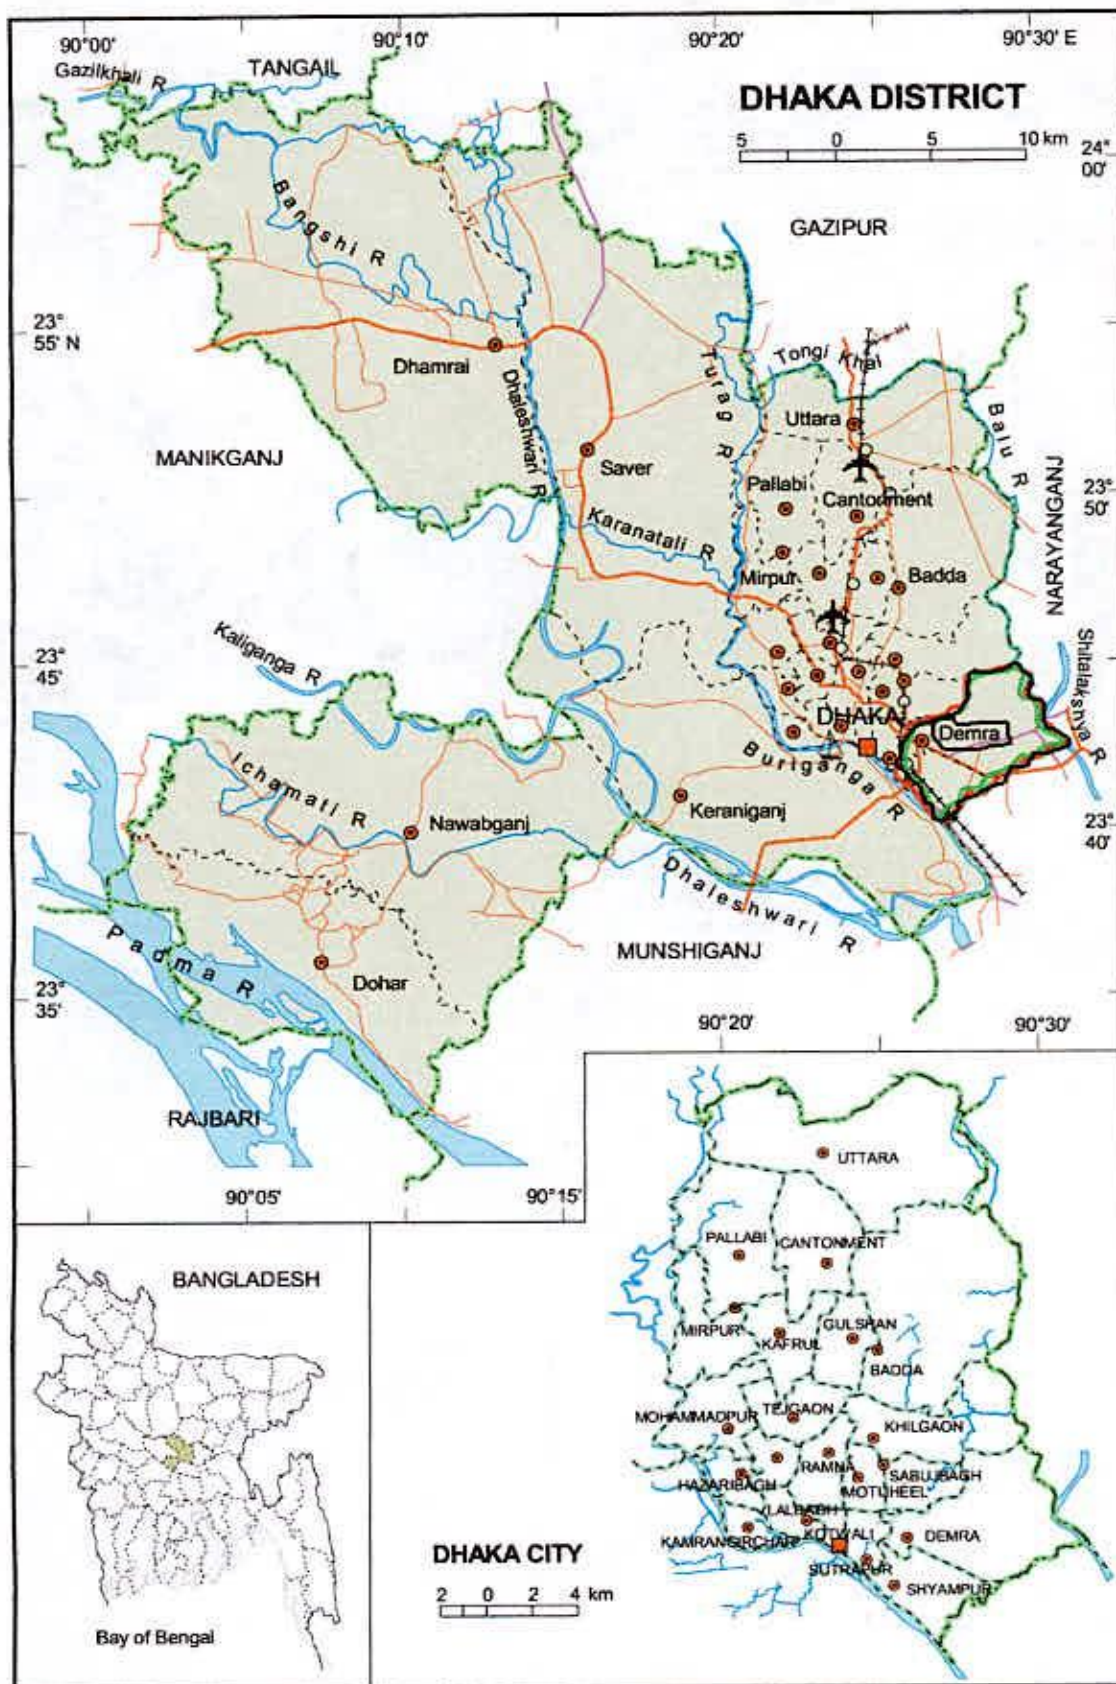 90°00'
90°10'
90°20'
90°30' E
Gazilkhali R
TANGAIL
DHAKA DISTRICT
5 0 5 10 km
24°
00'
GAZIPUR
Bangshi R
23°
55' N
Dhamrai
Dhaleshwari R
Turag R
Tongi Khal
Uttara
Balu R
MANIKGANJ
Saver
Pallabi
Cantonment
23°
50'
NARAYANGANJ
Karanatali R
Mirpur
Badda
Kaliganga R
23°
45'
Shitalakshya R
DHAKA
Demra
Buriganga R
Ichamati R
Nawabganj
Keraniganj
23°
40'
Dhaleshwari R
MUNSHIGANJ
Padma R
Dohar
23°
35'
90°20'
90°30'
RAJBARI
90°05'
90°15'
UTTARA
PALLABI
CANTONMENT
MIRPUR
KAFRUL
GULSHAN
BADDA
MOHAMMADPUR
TEJGAON
KHILGAON
HAZARIBAGH
RAMNA
SABUJBAGH
MOTIJHEEL
LALBAGH
KAMRANGIRCHAR
KOTWALI
DEMRA
SUTRAPUR
SHYAMPUR
DHAKA CITY
2 0 2 4 km
BANGLADESH
Bay of Bengal